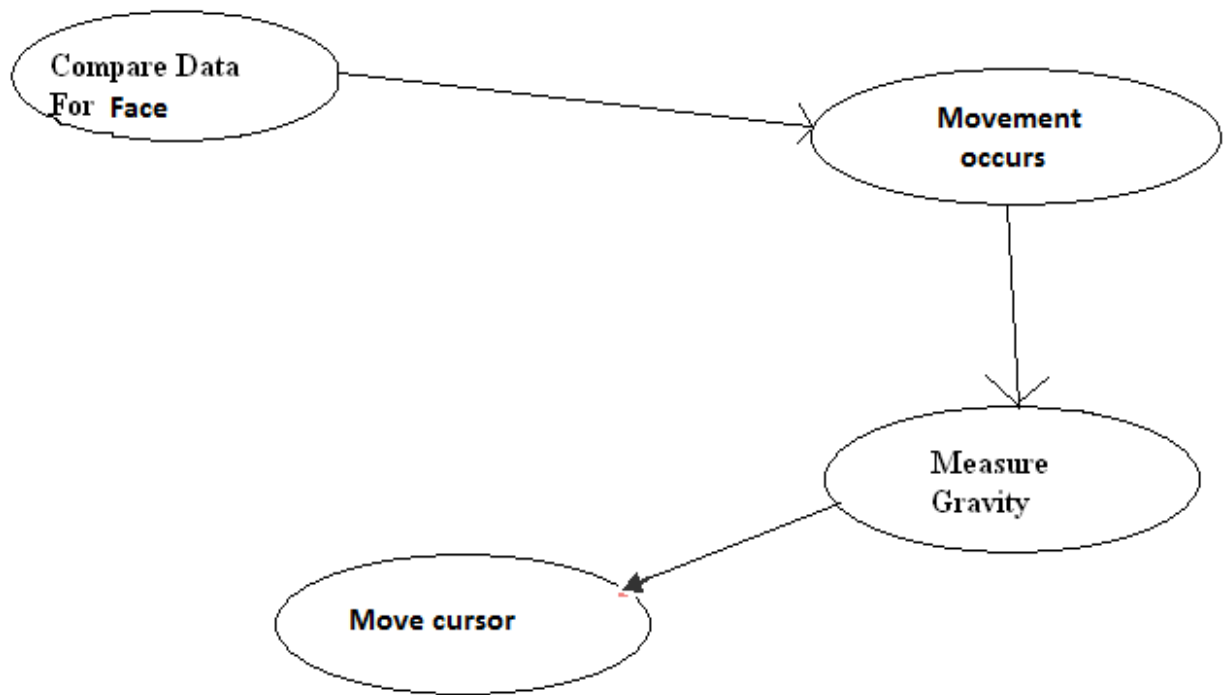 Compare Data
For Face
Movement
occurs
Measure
Gravity
Move cursor